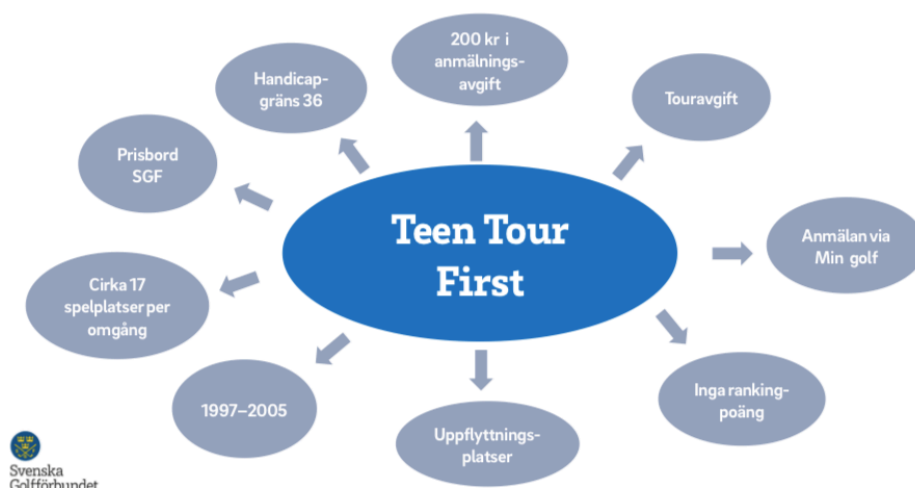 200 kr i
anmälnings-
avgift
Handicap-
gräns 36
Touravgift
Prisbord
SGF
Teen Tour
First
Anmälan via
Min golf
Cirka 17
spelplatser per
omgång
1997–2005
Uppflyttnings-
platser
Inga ranking-
poäng
Svenska
Golfförbundet